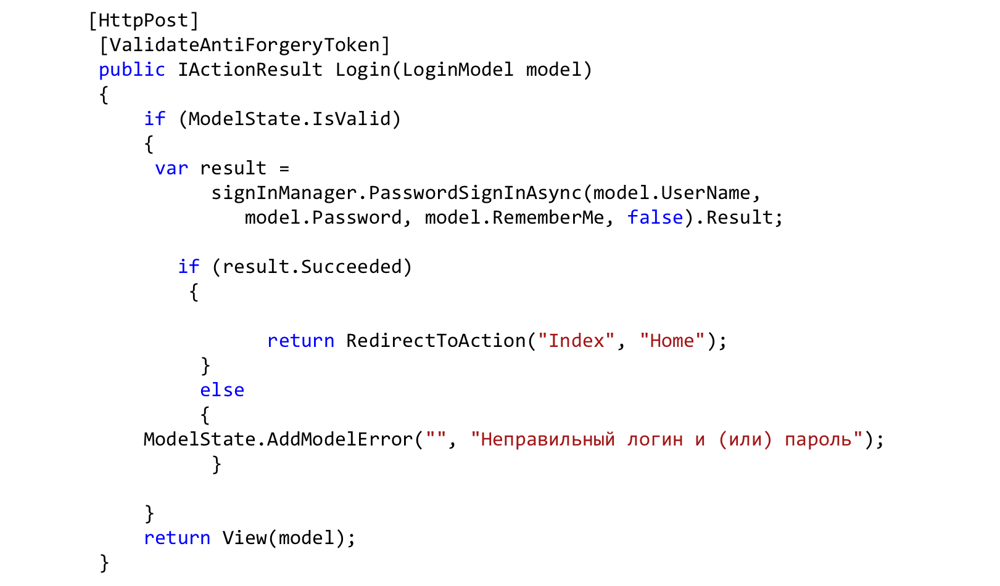 [HttpPost]
[ValidateAntiForgeryToken]
public IActionResult Login(LoginModel model)
{
if (ModelState.IsValid)
{
var result =
signInManager.PasswordSignInAsync(model.UserName,
model.Password, model.RememberMe, false).Result;
if (result.Succeeded)
{
return RedirectToAction("Index", "Home");
}
else
{
ModelState.AddModelError("", "Неправильный логин и (или) пароль");
}
}
return View(model);
}